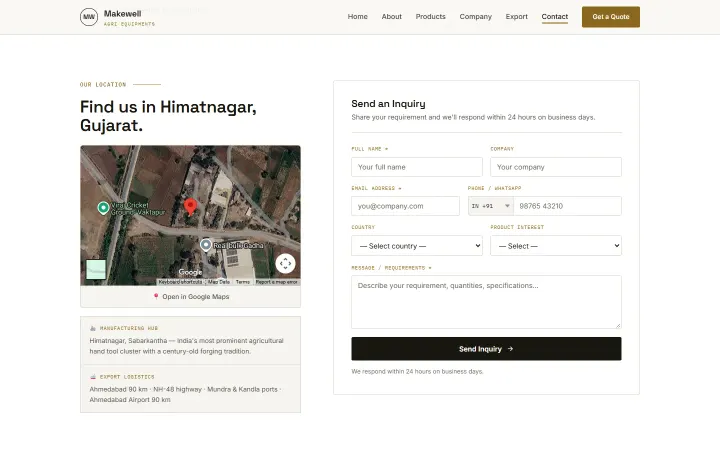 MW
Makewell
AGRI EQUIPMENTS
Home
About
Products
Company
Export
Contact
Get a Quote
OUR LOCATION
Find us in Himatnagar,
Gujarat.
Viral Cricket
Ground, Vaktapur
Real bulk Gadha
Google
Keyboard shortcuts
Map Data
Terms
Report a map error
Open in Google Maps
MANUFACTURING HUB
Himatnagar, Sabarkantha — India's most prominent agricultural
hand tool cluster with a century-old forging tradition.
EXPORT LOGISTICS
Ahmedabad 90 km · NH-48 highway · Mundra & Kandla ports ·
Ahmedabad Airport 90 km
Send an Inquiry
Share your requirement and we'll respond within 24 hours on business days.
FULL NAME *
COMPANY
Your full name
Your company
EMAIL ADDRESS *
PHONE / WHATSAPP
you@company.com
IN +91
98765 43210
COUNTRY
PRODUCT INTEREST
— Select country —
— Select —
MESSAGE / REQUIREMENTS *
Describe your requirement, quantities, specifications...
Send Inquiry →
We respond within 24 hours on business days.